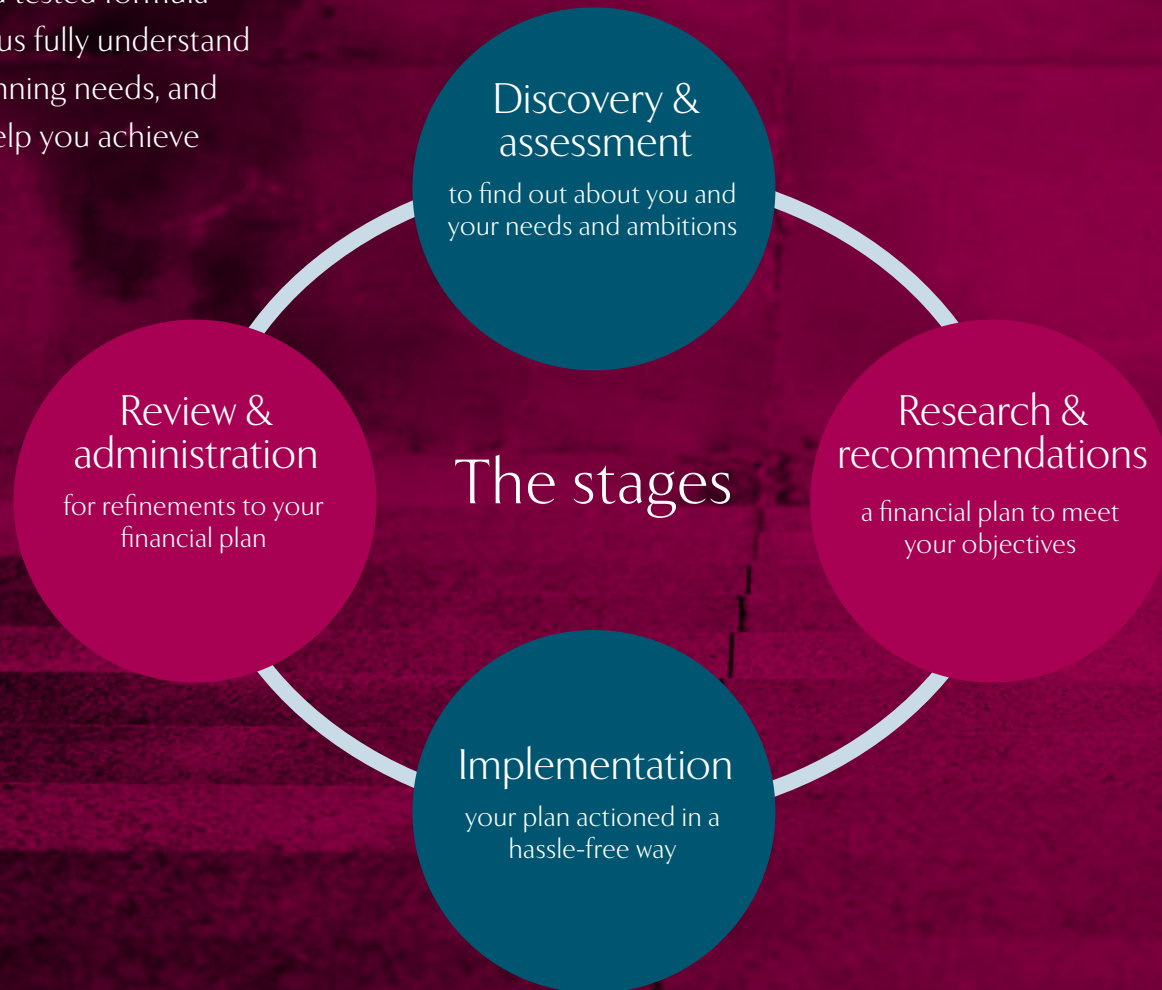 tested formula
us fully understand
needs, and
you achieve
Discovery &
assessment
to find out about you and
your needs and ambitions
Research &
recommendations
a financial plan to meet
your objectives
The stages
Implementation
your plan actioned in a
hassle-free way
Review &
administration
for refinements to your
financial plan